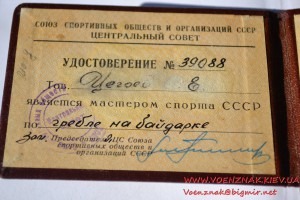 СОЮЗ СПОРТИВНЫХ ОБЩЕСТВ И ОРГАНИЗАЦИЙ СССР
ЦЕНТРАЛЬНЫЙ СОВЕТ
УДОСТОВЕРЕНИЕ № 39088
Тов. Е
является мастером спорта СССР
по гребле на байдарке
Зам. Председатель ЦС Союза
спортивных обществ и
организаций СССР
WWW.VOENZNAK.KIEV.UA
Voenznak@bigmir.net